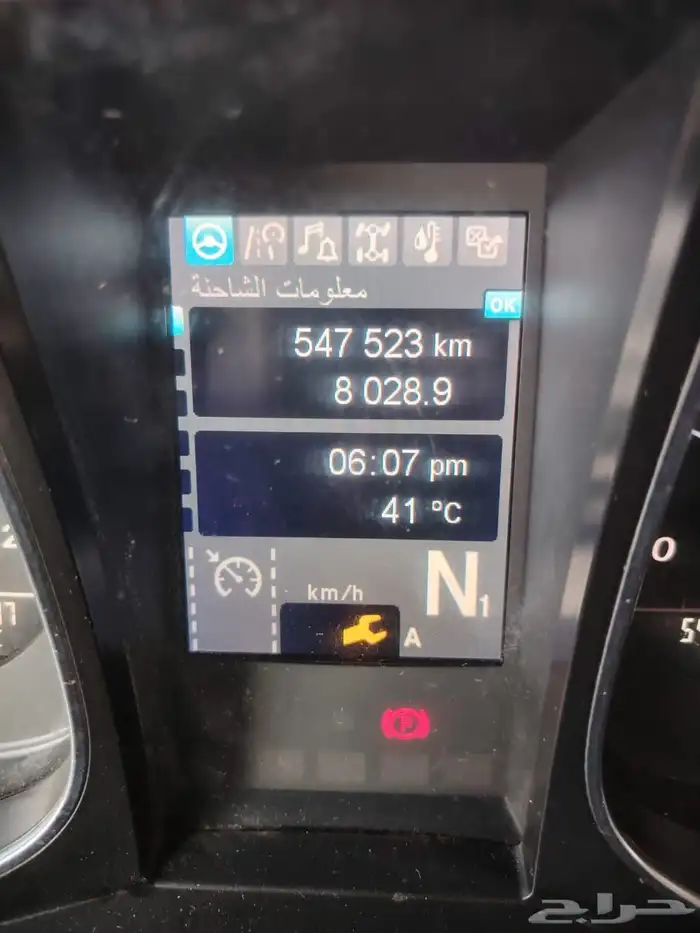 معلومات الشاحنة
OK
547 523 km
8 028.9
06:07 pm
41 °C
km/h
N1
A
P
0
حراج